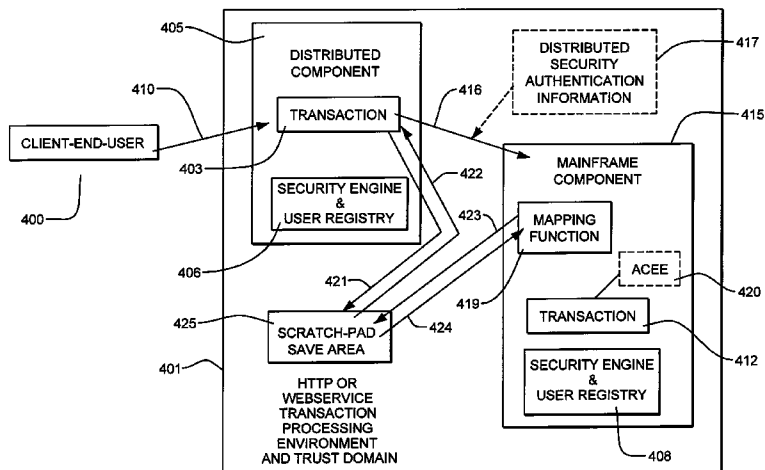 405
DISTRIBUTED
COMPONENT
410
TRANSACTION
403
416
DISTRIBUTED
SECURITY
AUTHENTICATION
INFORMATION
417
415
CLIENT-END-USER
400
SECURITY ENGINE
&
USER REGISTRY
406
422
MAINFRAME
COMPONENT
423
MAPPING
FUNCTION
419
ACEE
420
421
425
SCRATCH-PAD
SAVE AREA
424
TRANSACTION
412
401
HTTP OR
WEBSERVICE
TRANSACTION
PROCESSING
ENVIRONMENT
AND TRUST DOMAIN
SECURITY ENGINE
&
USER REGISTRY
408